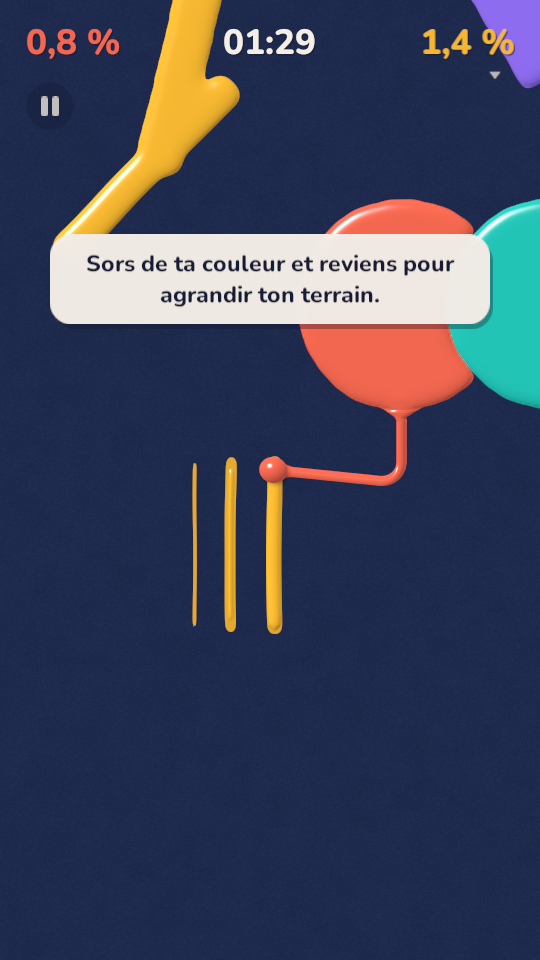 0,8 % 01:29 1,4 %
Sors de ta couleur et reviens pour
agrandir ton terrain.